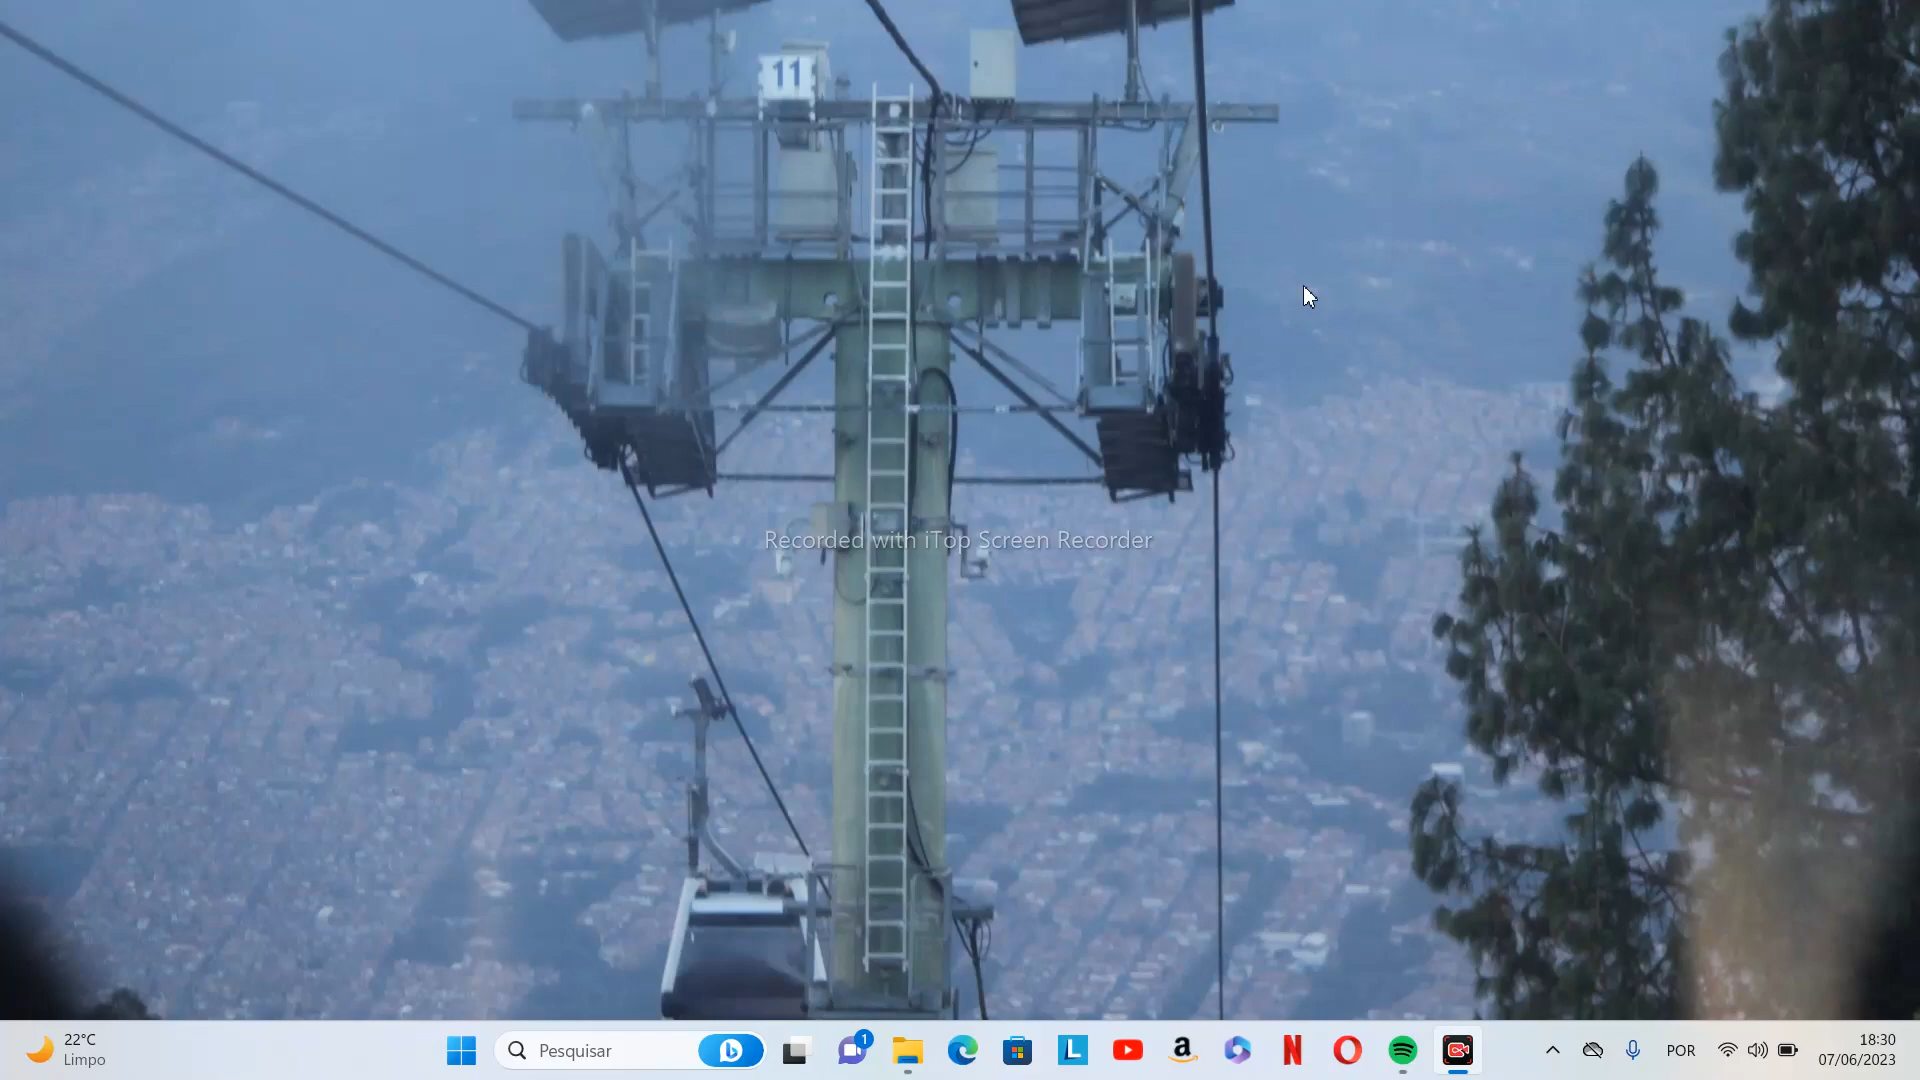 11
Recorded with iTop Screen Recorder
22°C
Limpo
Pesquisar
1
L
a
N
POR
18:30
07/06/2023